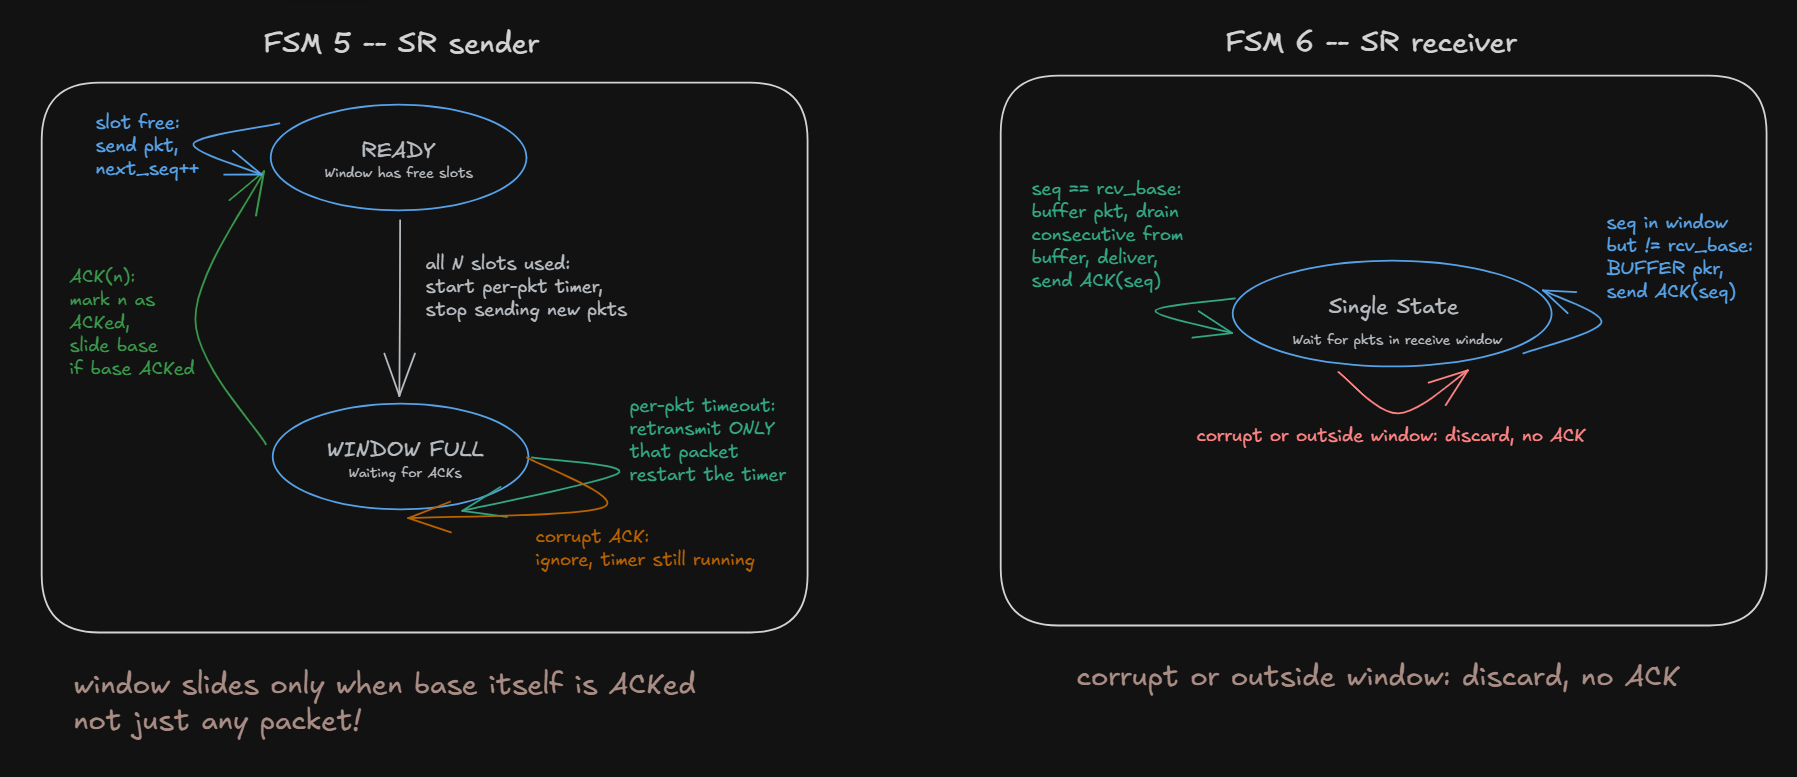 FSM 5 -- SR sender
slot free:
send pkt,
next_seq++
READY
Window has free slots
all N slots used:
start per-pkt timer,
stop sending new pkts
ACK(n):
mark n as
ACKed,
slide base
if base ACKed
WINDOW FULL
Waiting for ACKs
per-pkt timeout:
retransmit ONLY
that packet
restart the timer
corrupt ACK:
ignore, timer still running
window slides only when base itself is ACKed
not just any packet!
FSM 6 -- SR receiver
seq == rcv_base:
buffer pkt, drain
consecutive from
buffer, deliver,
send ACK(seq)
Single State
Wait for pkts in receive window
seq in window
but != rcv_base:
BUFFER pkr,
send ACK(seq)
corrupt or outside window: discard, no ACK
corrupt or outside window: discard, no ACK